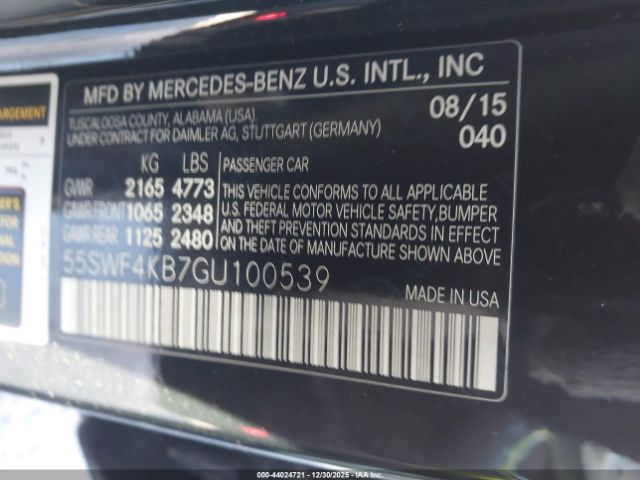 ARGEMENT
MFD BY MERCEDES-BENZ U.S. INTL., INC
TUSCALOOSA COUNTY, ALABAMA (USA).
UNDER CONTRACT FOR DAIMLER AG, STUTTGART (GERMANY)
08/15
040
KG LBS
GVWR 2165 4773
GAWR FRONT 1065 2348
GAWR REAR 1125 2480
PASSENGER CAR
THIS VEHICLE CONFORMS TO ALL APPLICABLE
U.S. FEDERAL MOTOR VEHICLE SAFETY, BUMPER
AND THEFT PREVENTION STANDARDS IN EFFECT
ON THE DATE OF MANUFACTURE SHOWN ABOVE.
55SWF4KB7GU100539
MADE IN USA
IAA - 44024721 - 12/30/2025 - IAA